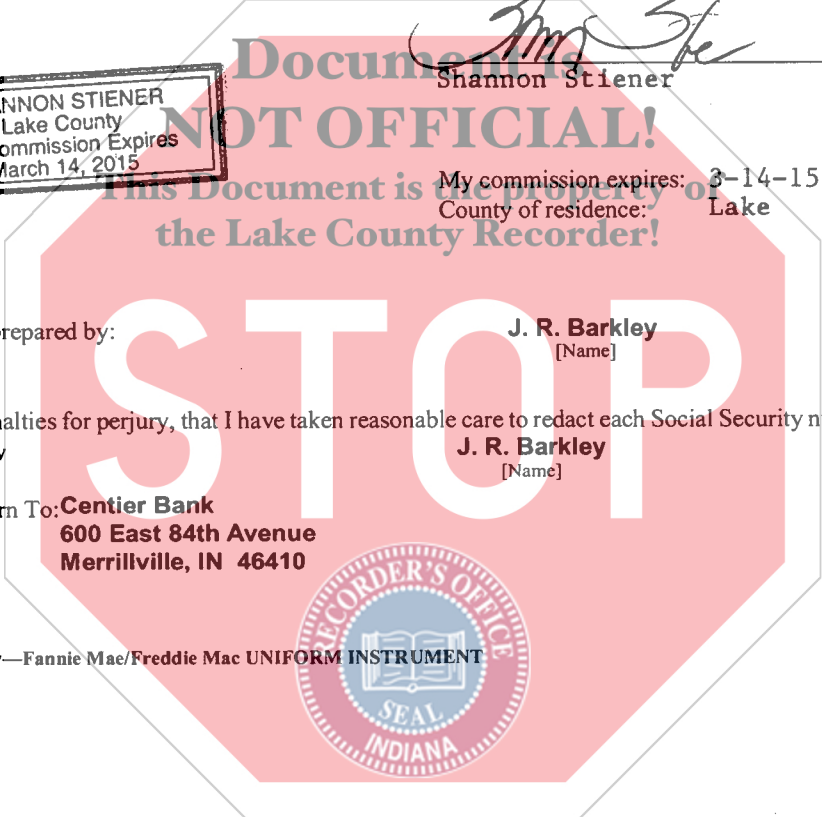 Document is
Shannon Stiener
NNON STIENER
Lake County
ommission Expires
March 14, 2015
NOT OFFICIAL!
This Document is the property of
My commission expires: 3-14-15
County of residence: Lake
the Lake County Recorder!
STOP
repared by: J. R. Barkley
[Name]
nalties for perjury, that I have taken reasonable care to redact each Social Security n
J. R. Barkley
[Name]
rn To: Centier Bank
600 East 84th Avenue
Merrillville, IN 46410
—Fannie Mae/Freddie Mac UNIFORM INSTRUMENT
RECORDER'S OFFICE
SEAL
INDIANA